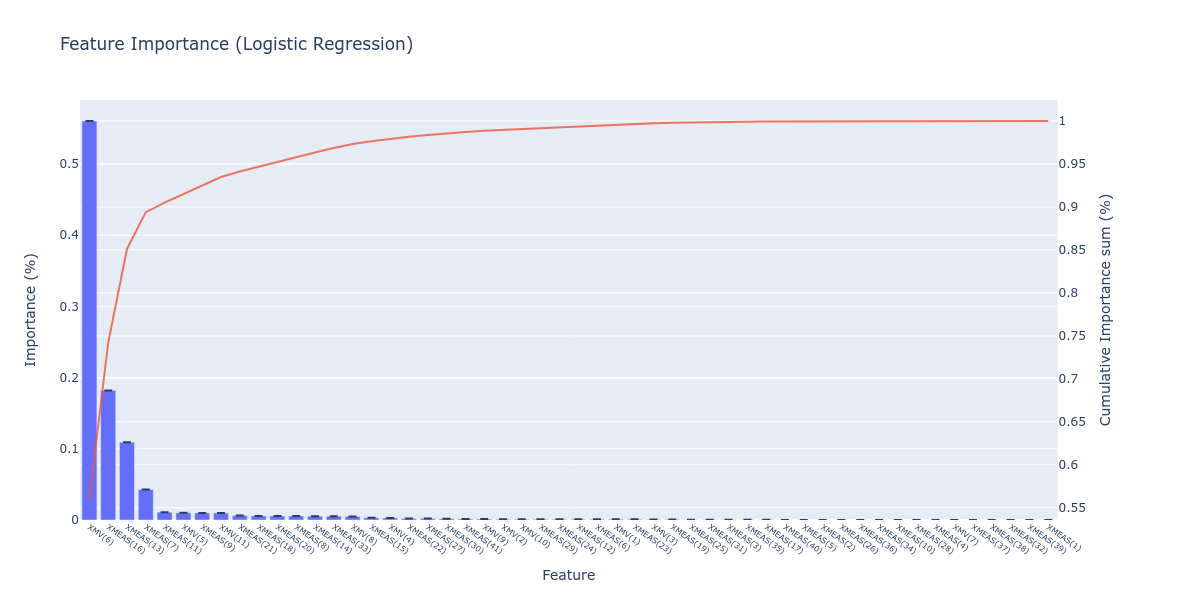 Feature Importance (Logistic Regression)
Importance (%)
0.5
0.4
0.3
0.2
0.1
0
1
0.95
0.9
0.85
0.8
0.75
0.7
0.65
0.6
0.55
Cumulative Importance sum (%)
XMV(6)
XMEAS(16)
XMEAS(13)
XMEAS(7)
XMEAS(11)
XMV(5)
XMEAS(9)
XMV(11)
XMEAS(21)
XMEAS(18)
XMEAS(20)
XMEAS(8)
XMEAS(14)
XMEAS(33)
XMV(8)
XMEAS(15)
XMV(4)
XMEAS(22)
XMEAS(27)
XMEAS(30)
XMEAS(41)
XMV(9)
XMV(2)
XMV(10)
XMEAS(29)
XMEAS(24)
XMEAS(12)
XMEAS(6)
XMV(1)
XMEAS(23)
XMV(3)
XMEAS(19)
XMEAS(25)
XMEAS(31)
XMEAS(3)
XMEAS(35)
XMEAS(17)
XMEAS(40)
XMEAS(5)
XMEAS(2)
XMEAS(26)
XMEAS(36)
XMEAS(34)
XMEAS(10)
XMEAS(28)
XMEAS(4)
XMV(7)
XMEAS(37)
XMEAS(38)
XMEAS(32)
XMEAS(39)
XMEAS(1)
Feature